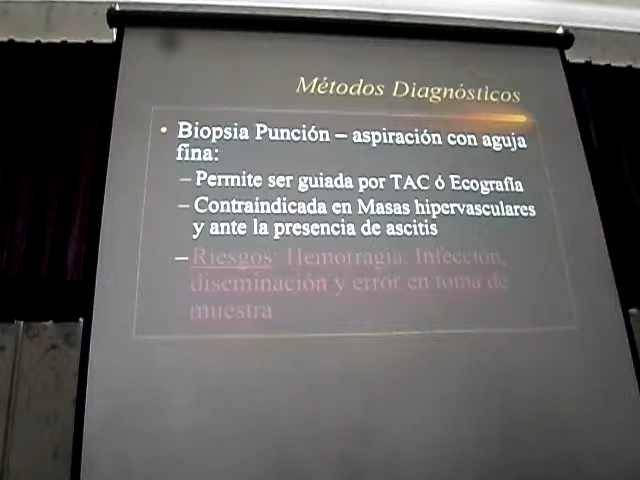 Métodos Diagnósticos
• Biopsia Punción – aspiración con aguja
fina:
– Permite ser guiada por TAC ó Ecografía
– Contraindicada en Masas hipervasculares
y ante la presencia de ascitis
– Riesgos: Hemorragia. Infección,
diseminación y error en toma de
muestra